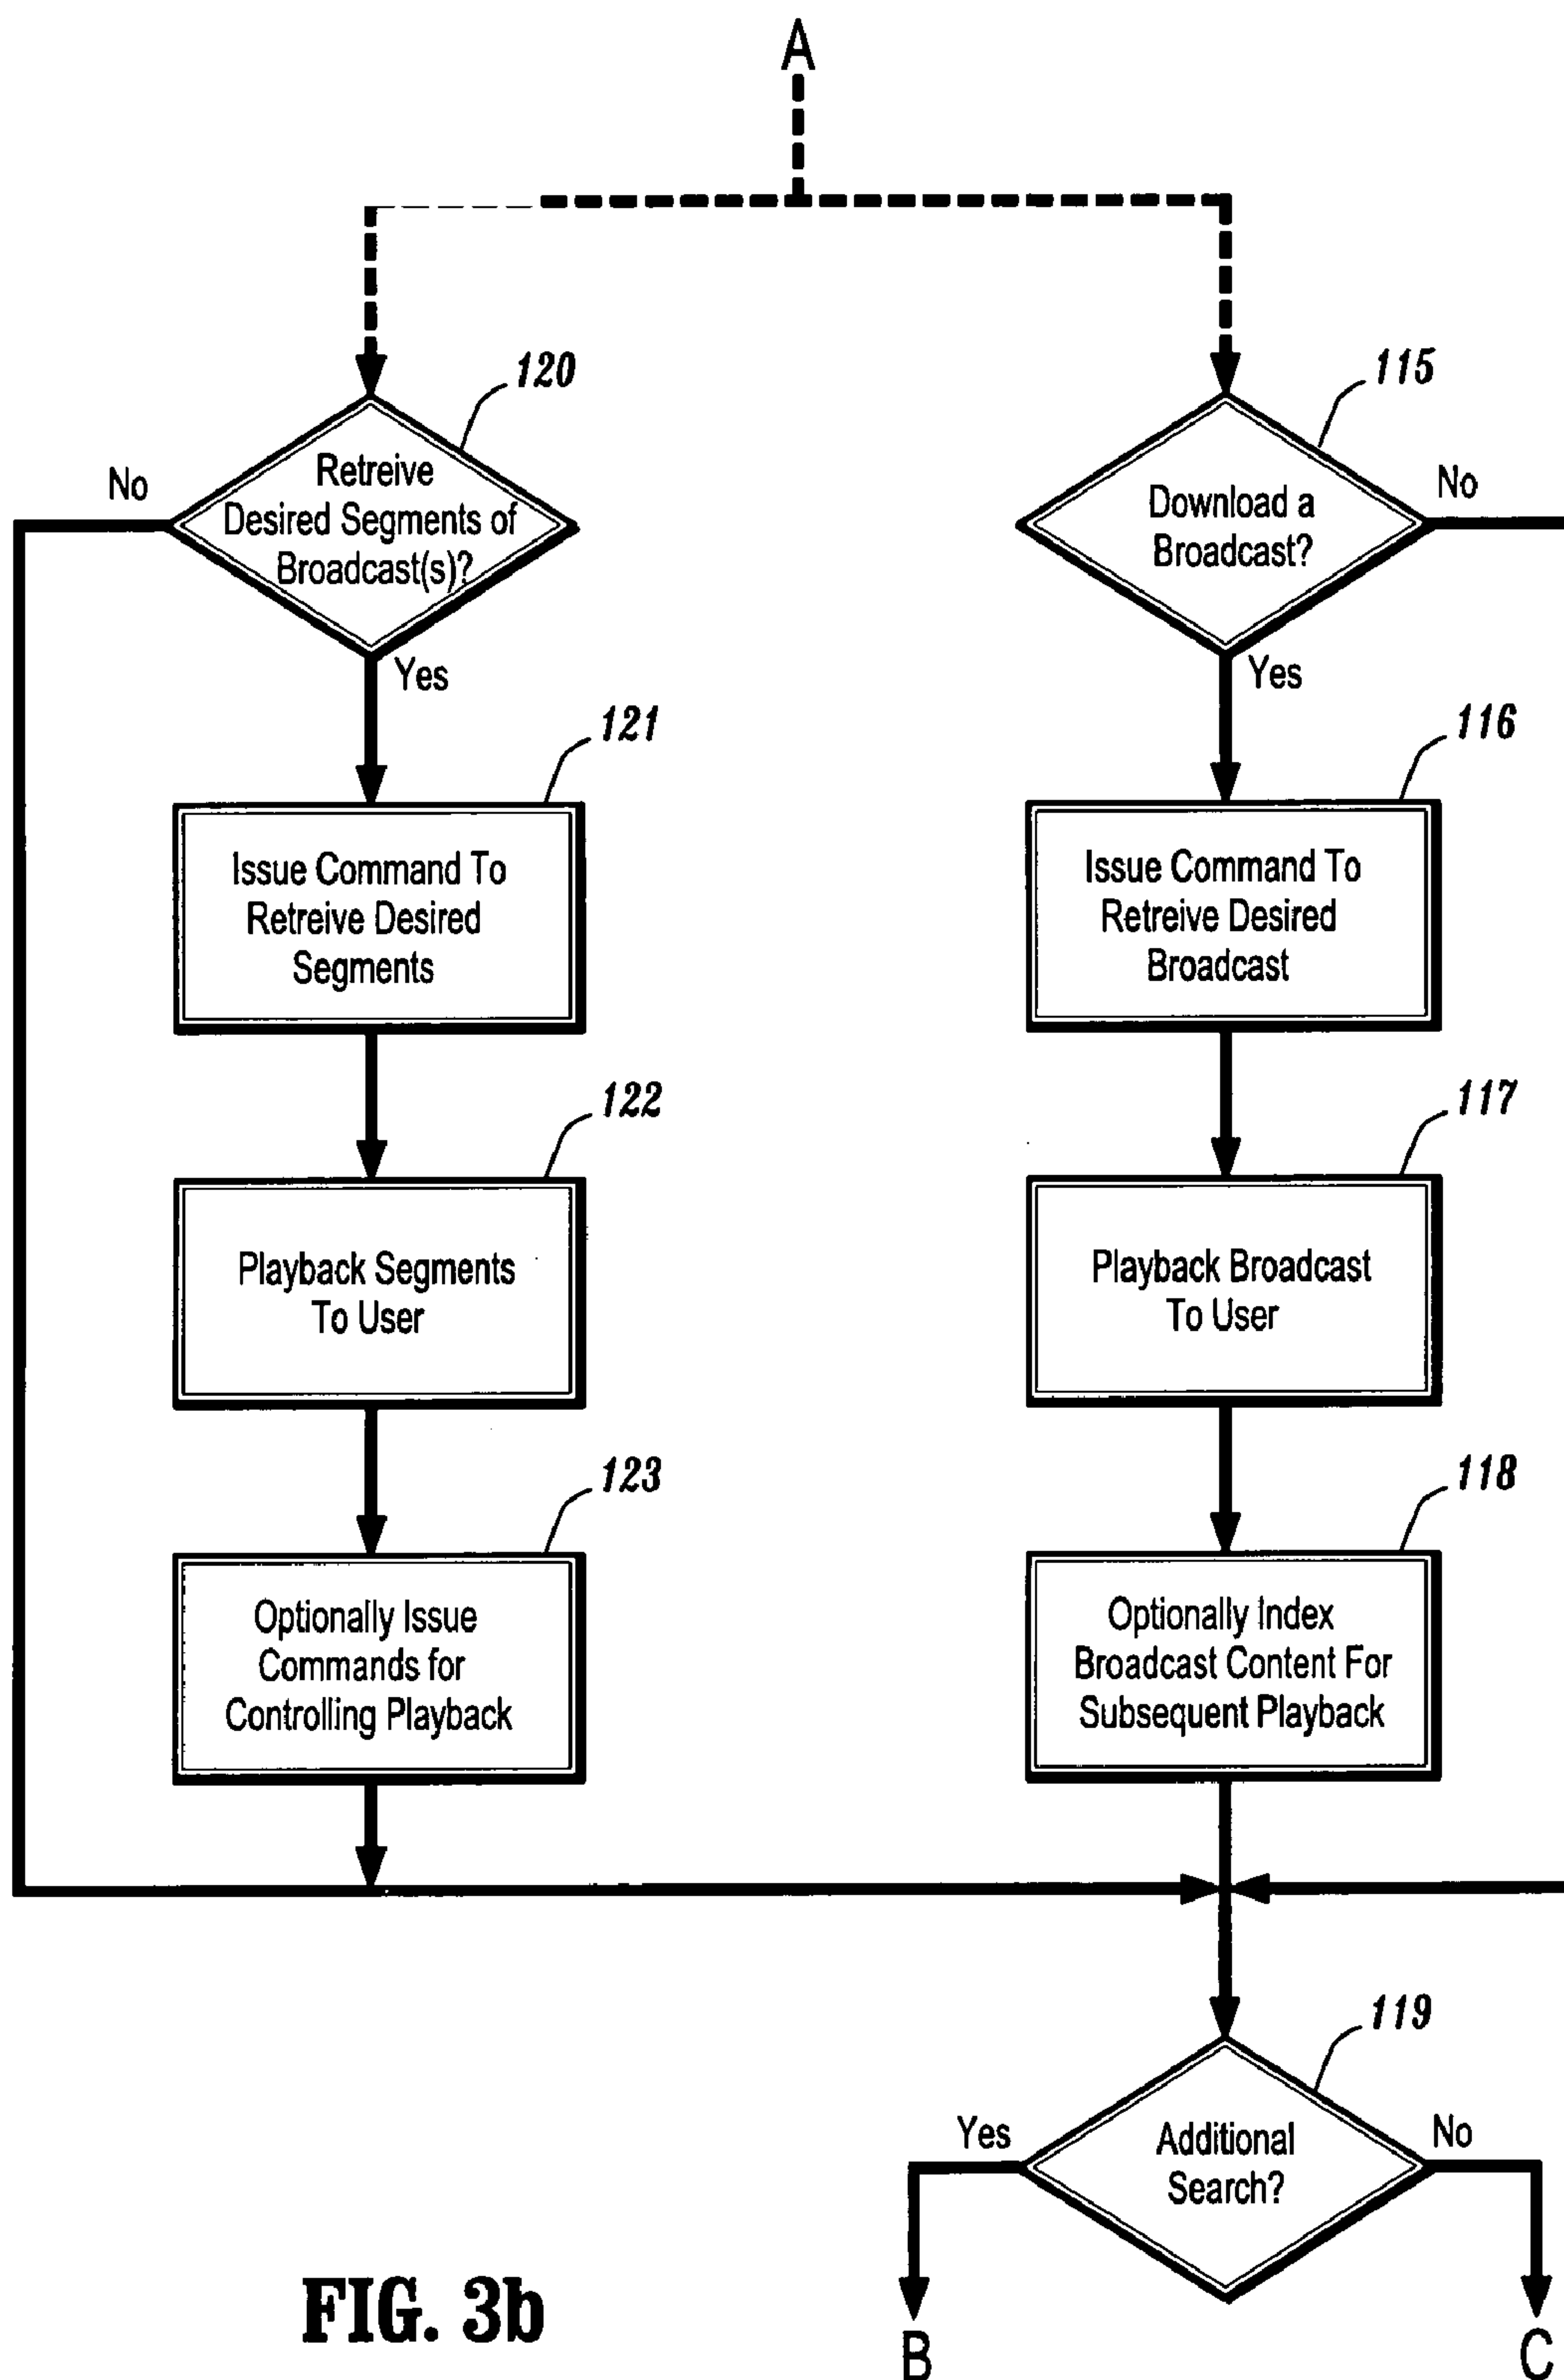 A
120
No
Retreive
Desired Segments of
Broadcast(s)?
Yes
121
Issue Command To
Retreive Desired
Segments
122
Playback Segments
To User
123
Optionally Issue
Commands for
Controlling Playback
115
No
Download a
Broadcast?
Yes
116
Issue Command To
Retreive Desired
Broadcast
117
Playback Broadcast
To User
118
Optionally Index
Broadcast Content For
Subsequent Playback
119
Yes
Additional
Search?
No
B
C
FIG. 3b